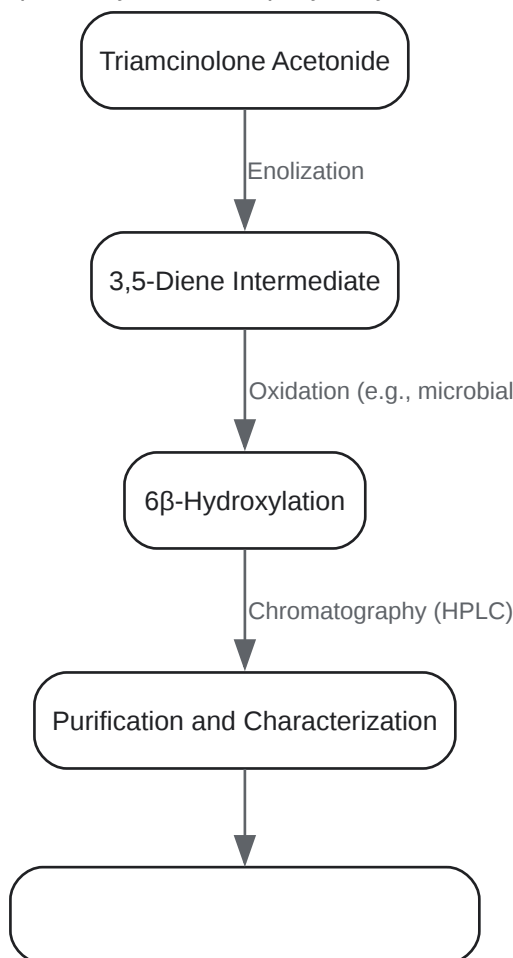 Triamcinolone Acetonide
Enolization
3,5-Diene Intermediate
Oxidation (e.g., microbial
6β-Hydroxylation
Chromatography (HPLC)
Purification and Characterization